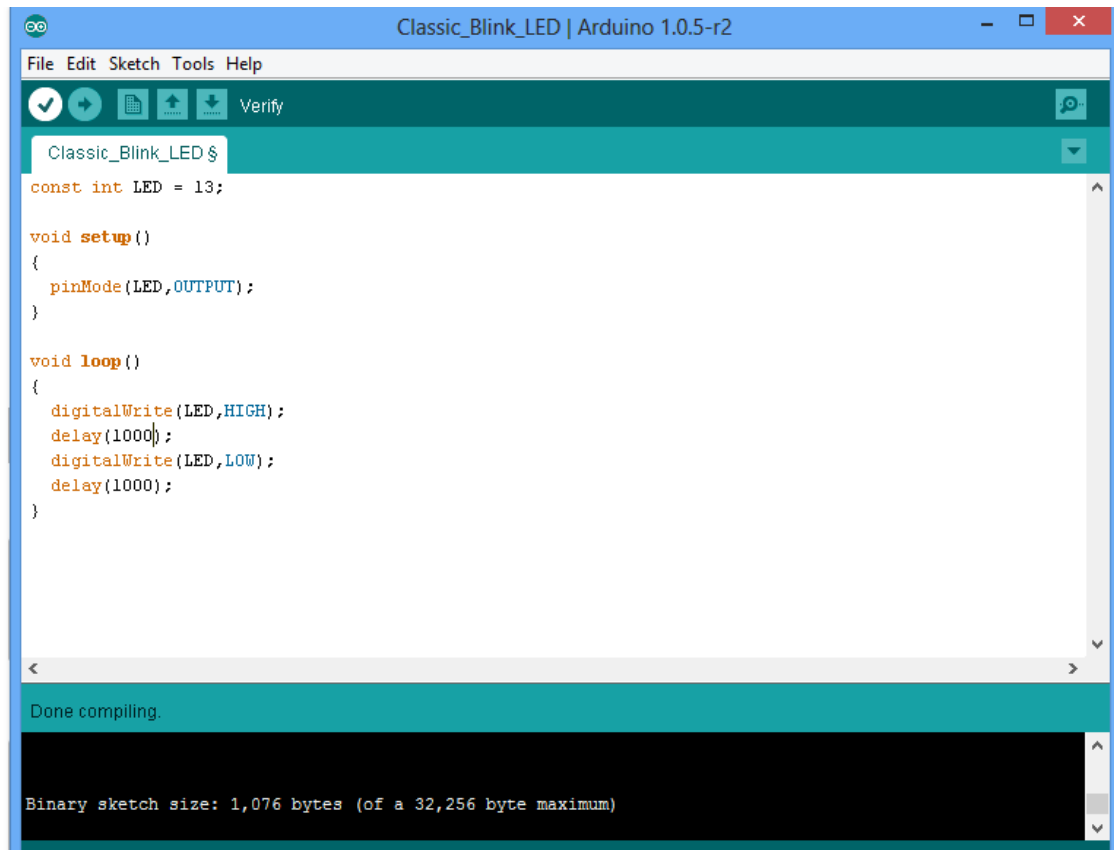 Classic_Blink_LED | Arduino 1.0.5-r2
File Edit Sketch Tools Help
Verify
Classic_Blink_LED §
const int LED = 13;
void setup()
{
  pinMode(LED,OUTPUT);
}
void loop()
{
  digitalWrite(LED,HIGH);
  delay(1000);
  digitalWrite(LED,LOW);
  delay(1000);
}
Done compiling.
Binary sketch size: 1,076 bytes (of a 32,256 byte maximum)